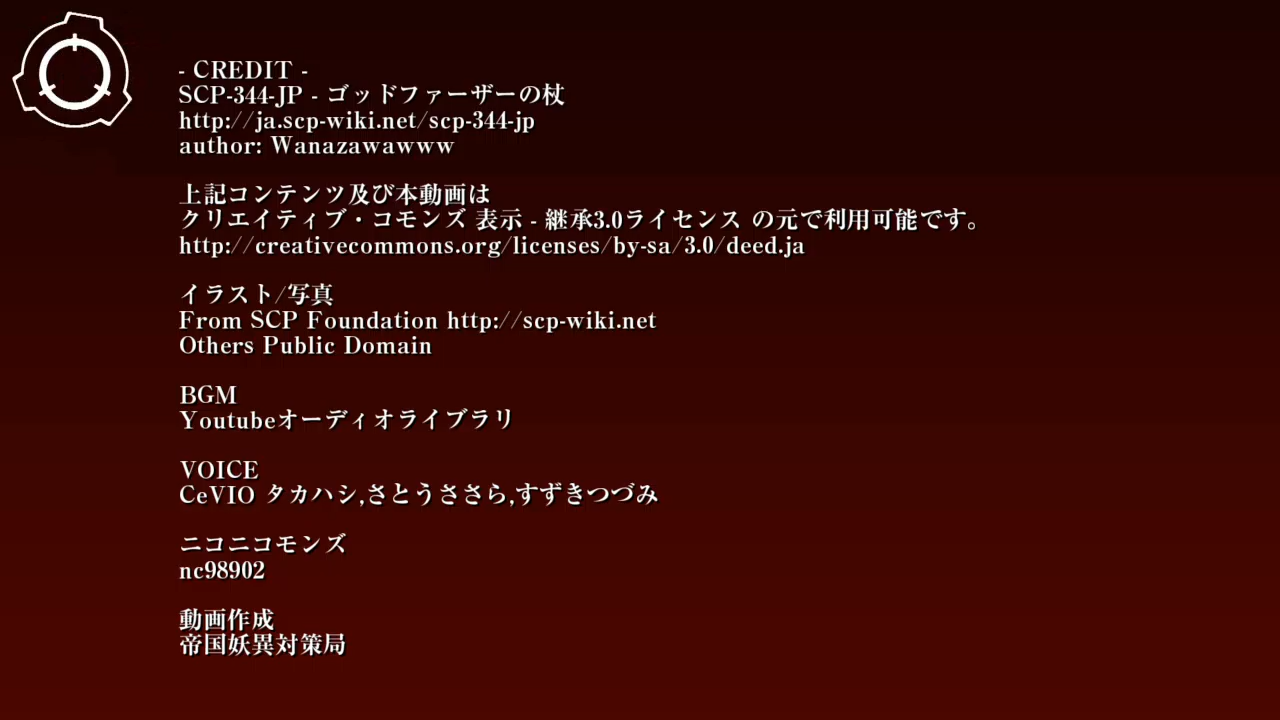 - CREDIT -
SCP-344-JP - ゴッドファーザーの杖
http://ja.scp-wiki.net/scp-344-jp
author: Wanazawawww
上記コンテンツ及び本動画は
クリエイティブ・コモンズ 表示 - 継承3.0ライセンス の元で利用可能です。
http://creativecommons.org/licenses/by-sa/3.0/deed.ja
イラスト/写真
From SCP Foundation http://scp-wiki.net
Others Public Domain
BGM
Youtubeオーディオライブラリ
VOICE
CeVIO タカハシ,さとうささら,すずきつづみ
ニコニコモンズ
nc98902
動画作成
帝国妖異対策局